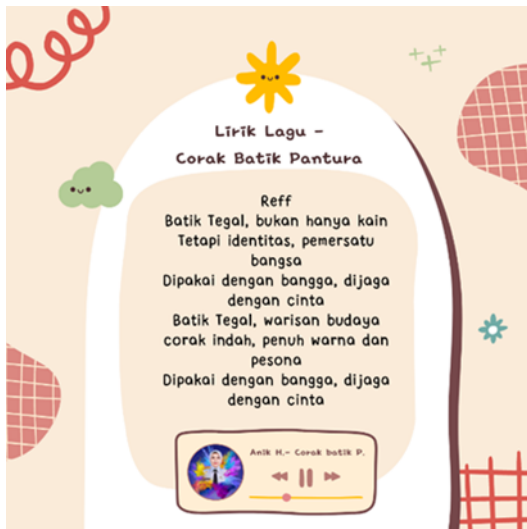 Lirik Lagu -
Corak Batik Pantura
Reff
Batik Tegal, bukan hanya kain
Tetapi identitas, pemersatu
bangsa
Dipakai dengan bangga, dijaga
dengan cinta
Batik Tegal, warisan budaya
corak indah, penuh warna dan
pesona
Dipakai dengan bangga, dijaga
dengan cinta
Anik H.- Corak batik P.